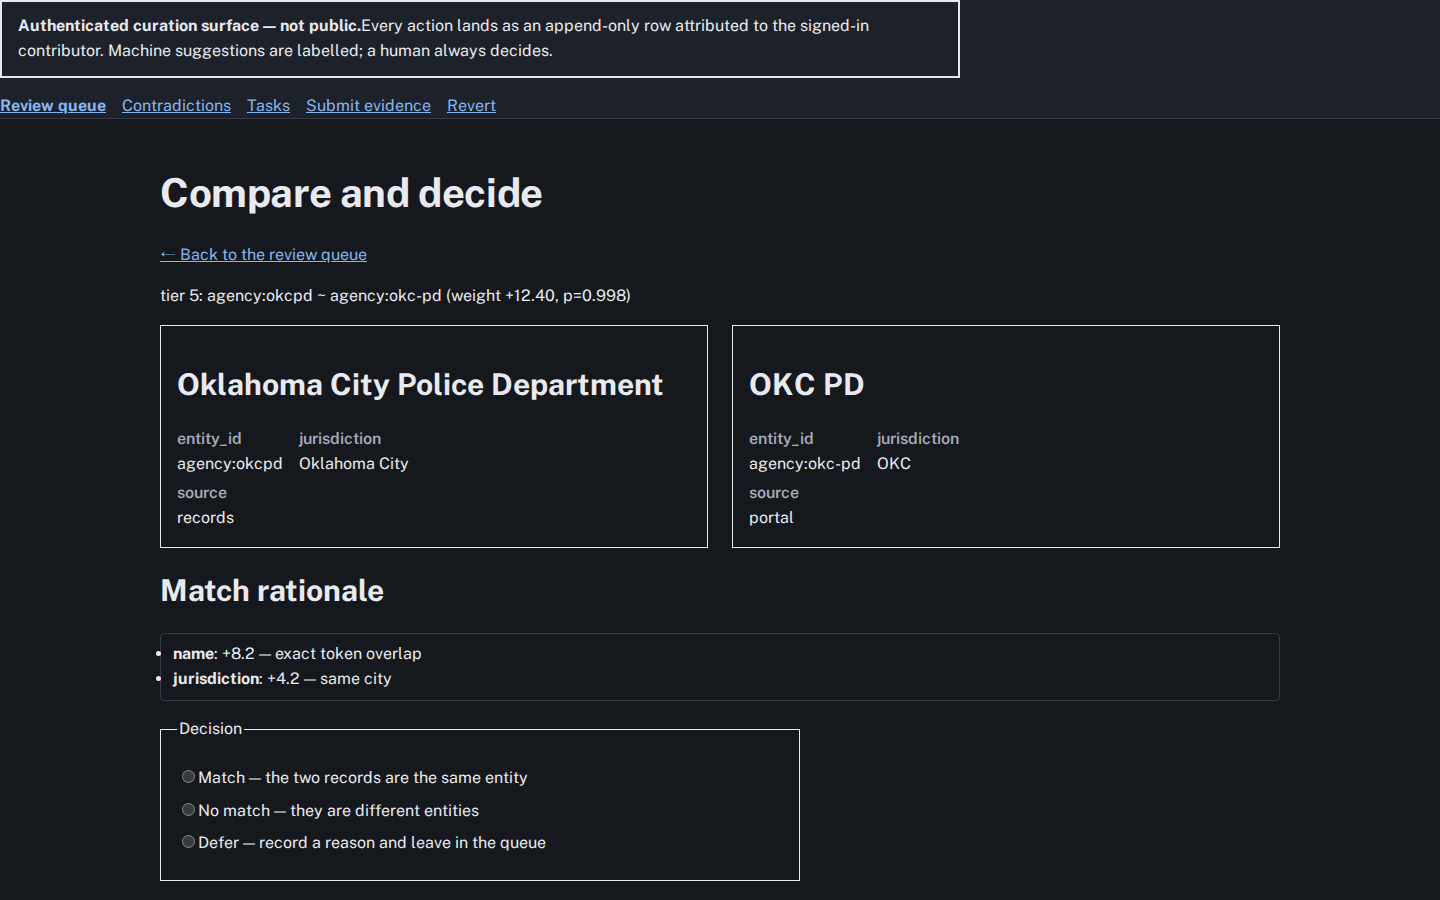 Authenticated curation surface — not public.Every action lands as an append-only row attributed to the signed-in
contributor. Machine suggestions are labelled; a human always decides.
Review queue Contradictions Tasks Submit evidence Revert
Compare and decide
← Back to the review queue
tier 5: agency:okcpd ~ agency:okc-pd (weight +12.40, p=0.998)
Oklahoma City Police Department
entity_id jurisdiction
agency:okcpd Oklahoma City
source
records
OKC PD
entity_id jurisdiction
agency:okc-pd OKC
source
portal
Match rationale
name: +8.2 — exact token overlap
jurisdiction: +4.2 — same city
Decision
Match — the two records are the same entity
No match — they are different entities
Defer — record a reason and leave in the queue